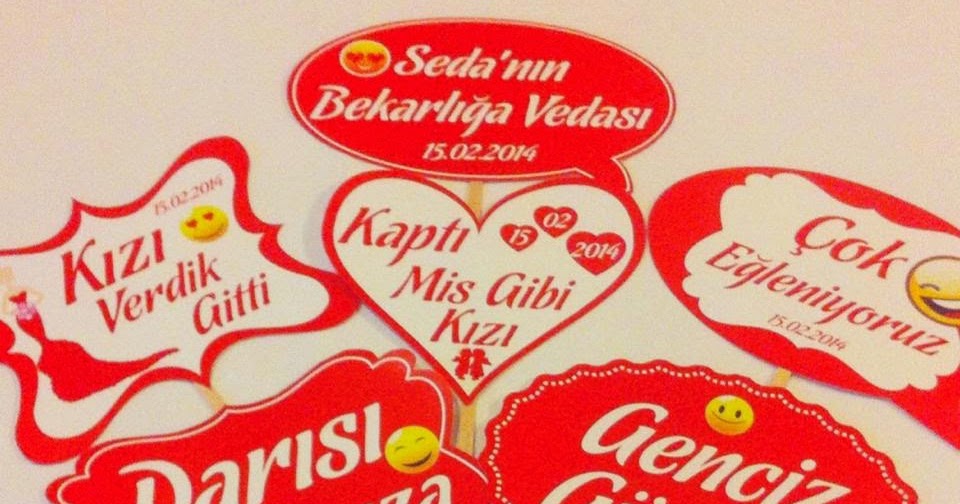 Seda'nın
Bekarlığa Vedası
15.02.2014
15.02.2014
Kızı
Verdik
Gitti
Kaptı
15 02 2014
Mis Gibi
Kızı
Çok
Eğleniyoruz
15.02.2014
Darısı
Genciz